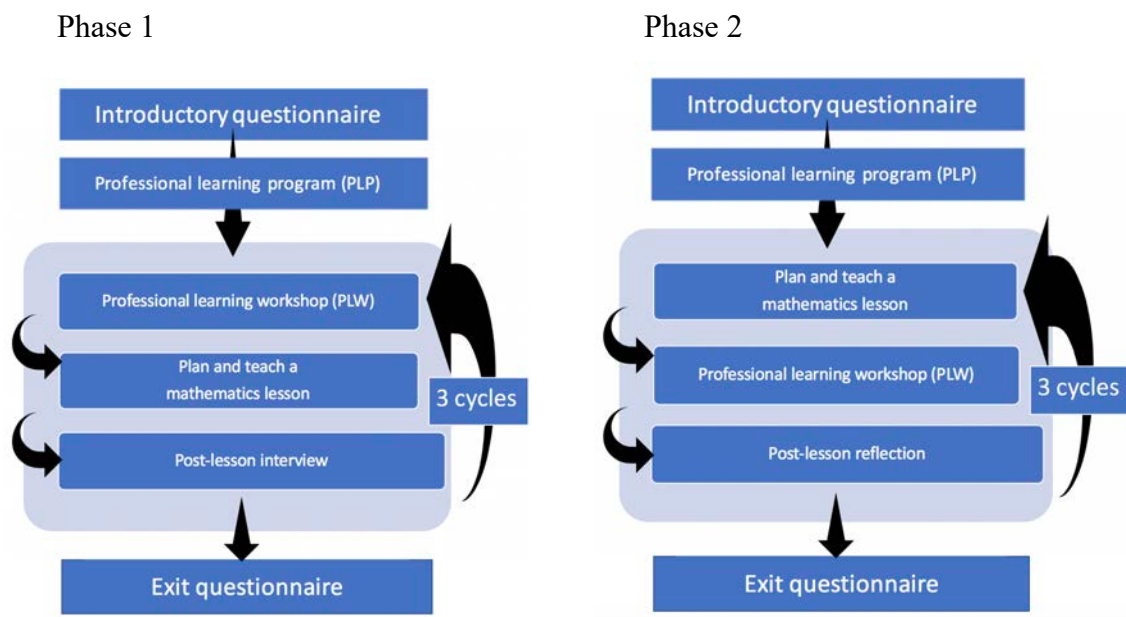 Phase 1
Introductory questionnaire
Professional learning program (PLP)
Professional learning workshop (PLW)
Plan and teach a
mathematics lesson
3 cycles
Post-lesson interview
Exit questionnaire
Phase 2
Introductory questionnaire
Professional learning program (PLP)
Plan and teach a
mathematics lesson
Professional learning workshop (PLW)
3 cycles
Post-lesson reflection
Exit questionnaire